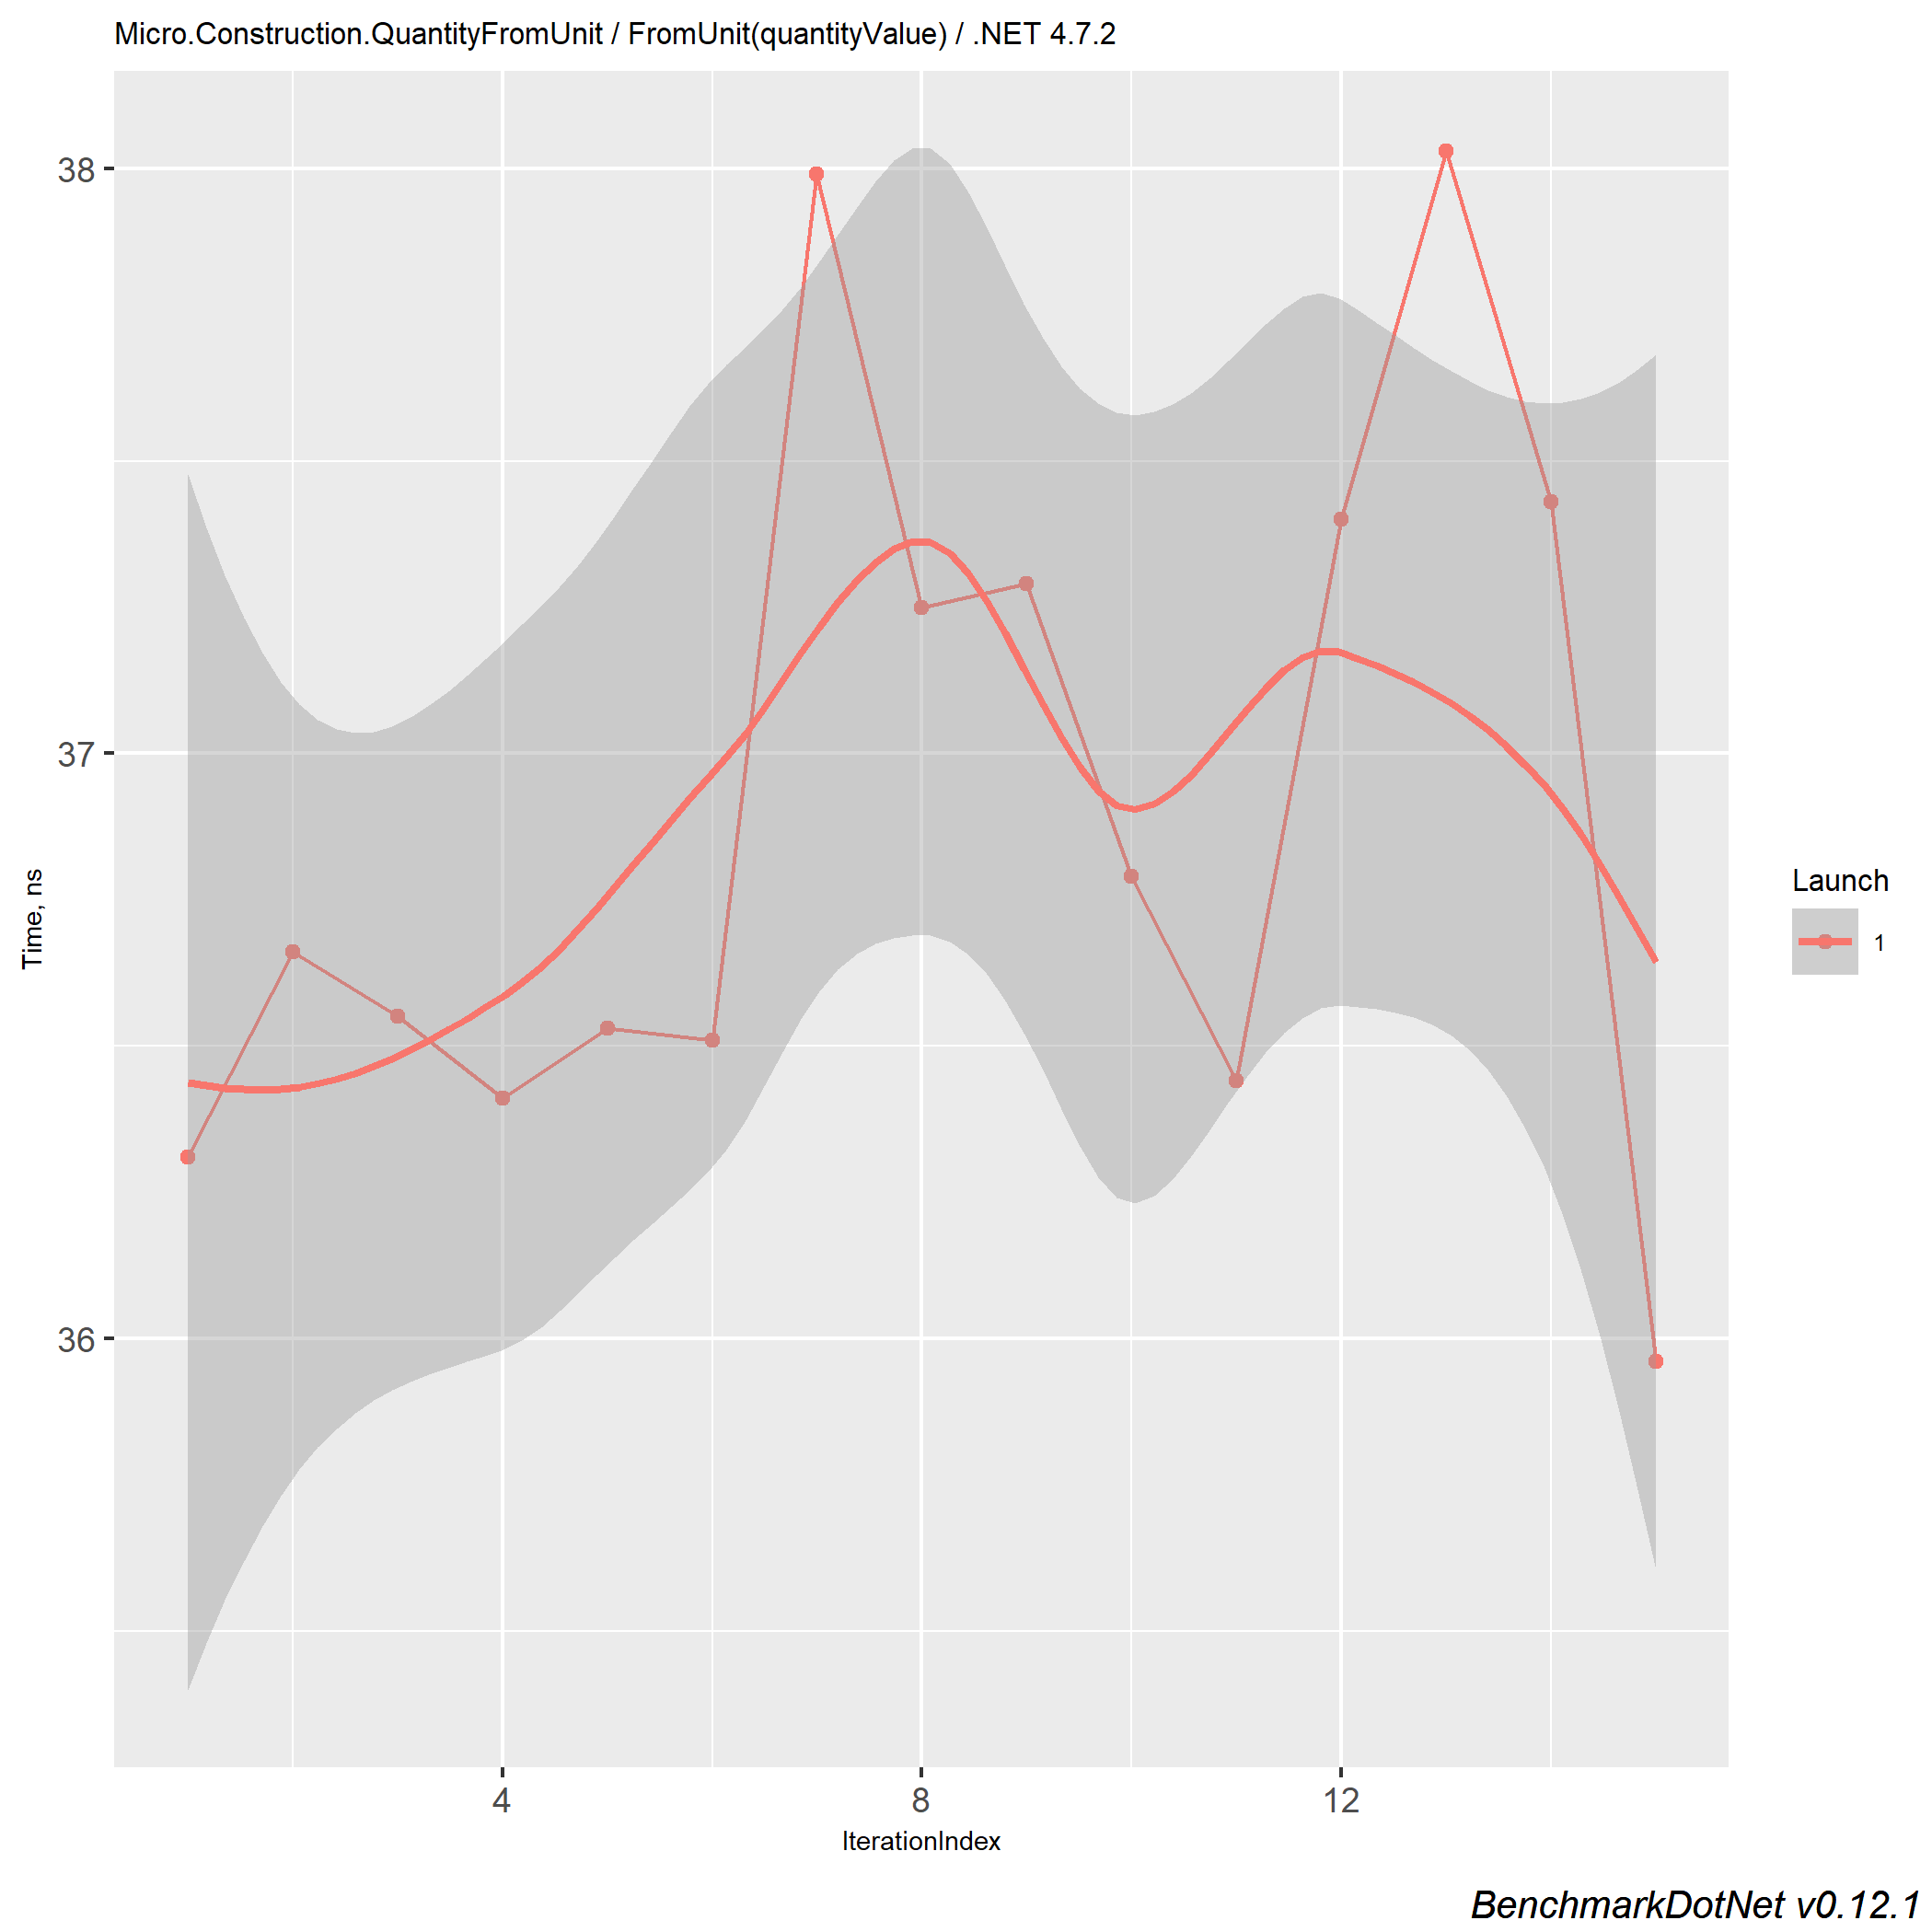 Micro.Construction.QuantityFromUnit / FromUnit(quantityValue) / .NET 4.7.2
38
37
36
Time, ns
4 8 12
IterationIndex
Launch
1
BenchmarkDotNet v0.12.1